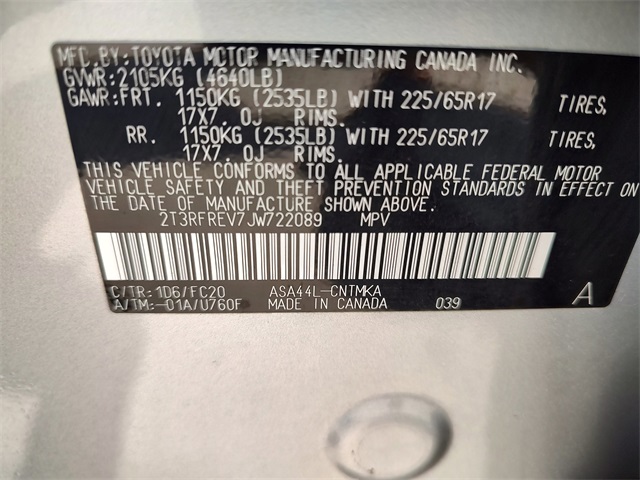 MFD.BY:TOYOTA MOTOR MANUFACTURING CANADA INC.
GVWR:2105KG (4640LB)
GAWR:FRT. 1150KG (2535LB) WITH 225/65R17 TIRES,
17X7.0J RIMS.
RR. 1150KG (2535LB) WITH 225/65R17 TIRES,
17X7.0J RIMS.
THIS VEHICLE CONFORMS TO ALL APPLICABLE FEDERAL MOTOR
VEHICLE SAFETY AND THEFT PREVENTION STANDARDS IN EFFECT ON
THE DATE OF MANUFACTURE SHOWN ABOVE.
2T3RFREV7JW722089 MPV
C/TR:1D6/FC20 ASA44L-CNTMKA A
A/TM:-01A/U760F MADE IN CANADA 039